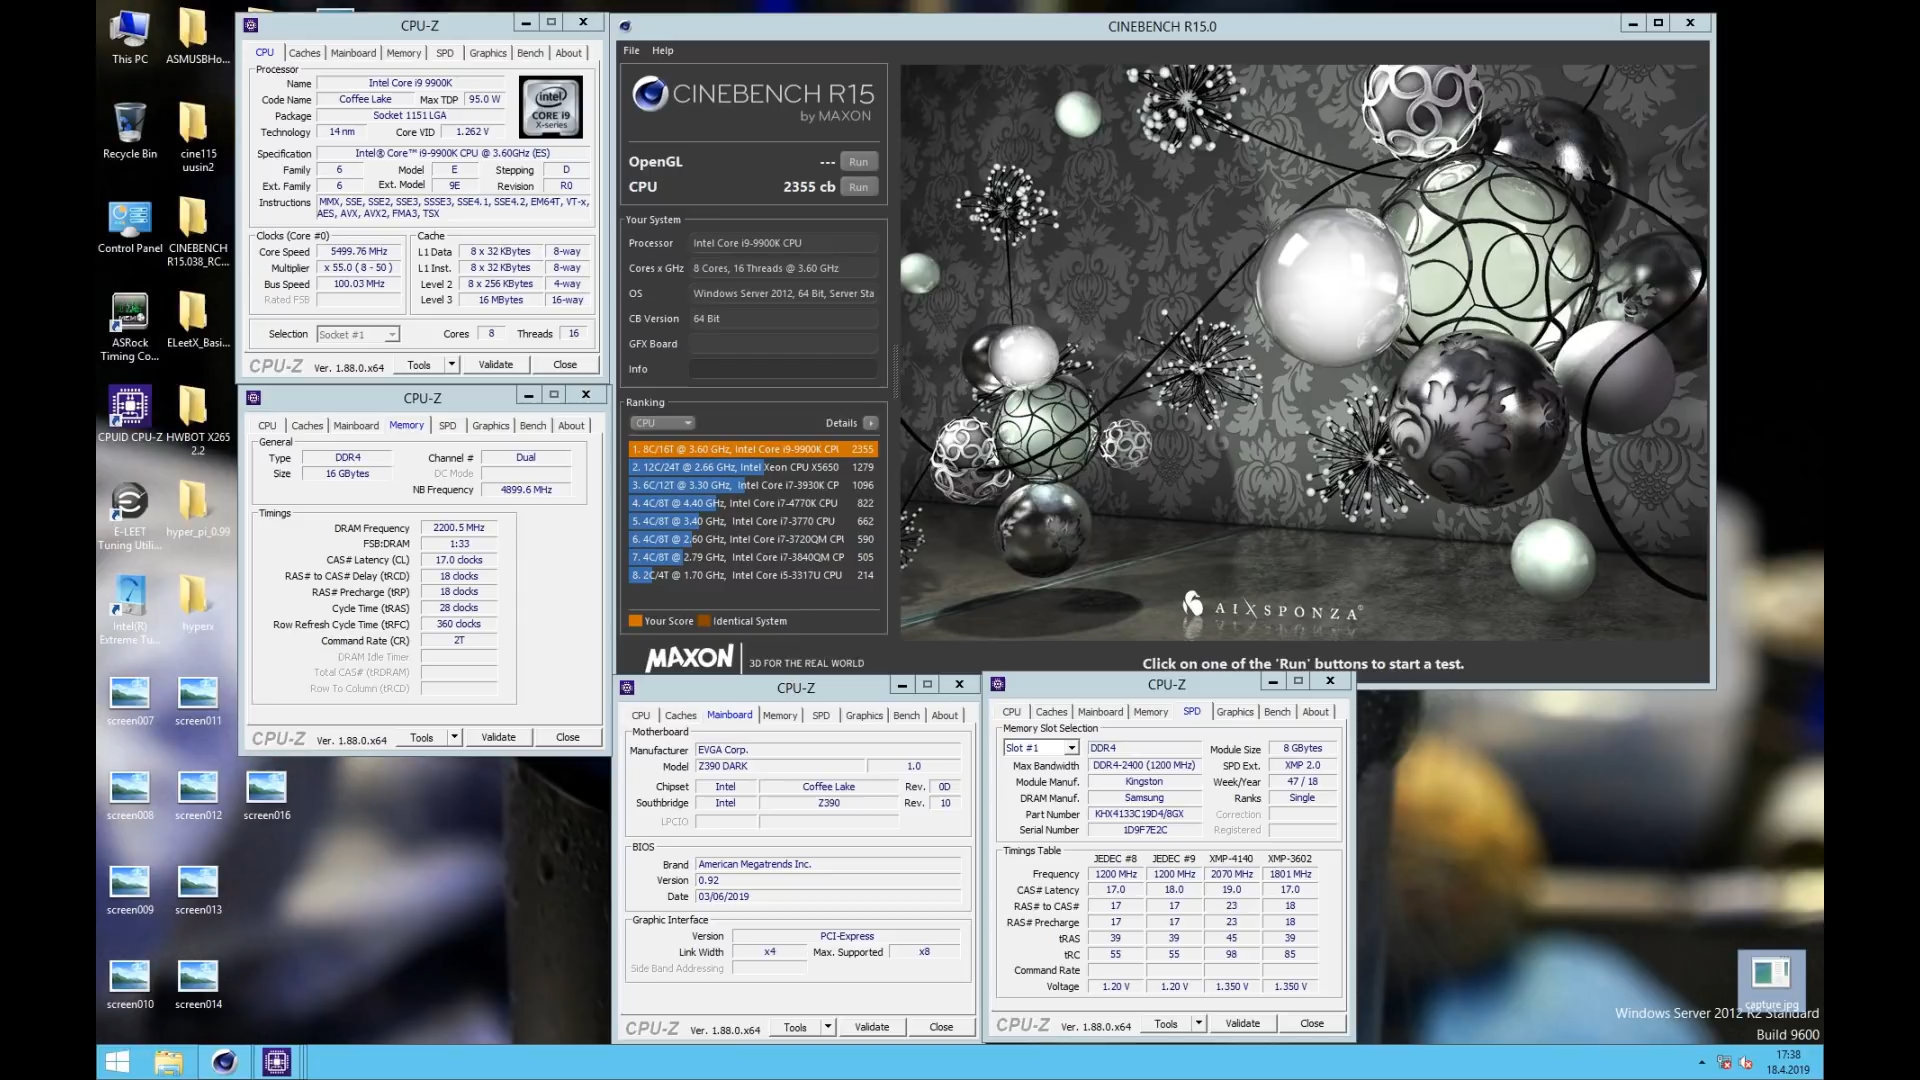 This PC
ASMUSBHo...
Recycle Bin
cine115
uusin2
Control Panel
CINEBENCH
R15.038_RC...
ASRock
Timing Co...
ELeetX_Basi...
CPUID CPU-Z
HWBOT X265
2.2
E-LEET
Tuning Utili...
hyper_pi_0.99
Intel(R)
Extreme Tu...
hyperx
screen007
screen011
screen008
screen012
screen016
screen009
screen013
screen010
screen014
CPU-Z
CPU Caches Mainboard Memory SPD Graphics Bench About
Processor
Name Intel Core i9 9900K
Code Name Coffee Lake Max TDP 95.0 W
Package Socket 1151 LGA
Technology 14 nm Core VID 1.262 V
intel
CORE i9
X-series
Specification Intel® Core™ i9-9900K CPU @ 3.60GHz (ES)
Family 6 Model E Stepping D
Ext. Family 6 Ext. Model 9E Revision R0
Instructions MMX, SSE, SSE2, SSE3, SSSE3, SSE4.1, SSE4.2, EM64T, VT-x,
AES, AVX, AVX2, FMA3, TSX
Clocks (Core #0)
Core Speed 5499.76 MHz
Multiplier x 55.0 ( 8 - 50 )
Bus Speed 100.03 MHz
Rated FSB
Cache
L1 Data 8 x 32 KBytes 8-way
L1 Inst. 8 x 32 KBytes 8-way
Level 2 8 x 256 KBytes 4-way
Level 3 16 MBytes 16-way
Selection Socket #1 Cores 8 Threads 16
CPU-Z Ver. 1.88.0.x64 Tools Validate Close
CPU-Z
CPU Caches Mainboard Memory SPD Graphics Bench About
General
Type DDR4 Channel # Dual
Size 16 GBytes DC Mode
NB Frequency 4899.6 MHz
Timings
DRAM Frequency 2200.5 MHz
FSB:DRAM 1:33
CAS# Latency (CL) 17.0 clocks
RAS# to CAS# Delay (tRCD) 18 clocks
RAS# Precharge (tRP) 18 clocks
Cycle Time (tRAS) 28 clocks
Row Refresh Cycle Time (tRFC) 360 clocks
Command Rate (CR) 2T
DRAM Idle Timer
Total CAS# (tRDRAM)
Row To Column (tRCD)
CPU-Z Ver. 1.88.0.x64 Tools Validate Close
CINEBENCH R15.0
File Help
CINEBENCH R15
by MAXON
OpenGL --- Run
CPU 2355 cb Run
Your System
Processor Intel Core i9-9900K CPU
Cores x GHz 8 Cores, 16 Threads @ 3.60 GHz
OS Windows Server 2012, 64 Bit, Server Sta
CB Version 64 Bit
GFX Board
Info
Ranking
CPU Details
1. 8C/16T @ 3.60 GHz, Intel Core i9-9900K CPU 2355
2. 12C/24T @ 2.66 GHz, Intel Xeon CPU X5650 1279
3. 6C/12T @ 3.30 GHz, Intel Core i7-3930K CP 1096
4. 4C/8T @ 4.40 GHz, Intel Core i7-4770K CPU 822
5. 4C/8T @ 3.40 GHz, Intel Core i7-3770 CPU 662
6. 4C/8T @ 2.60 GHz, Intel Core i7-3720QM CPU 590
7. 4C/8T @ 2.79 GHz, Intel Core i7-3840QM CP 505
8. 2C/4T @ 1.70 GHz, Intel Core i5-3317U CPU 214
Your Score Identical System
MAXON 3D FOR THE REAL WORLD
AIXSPONZA®
Click on one of the 'Run' buttons to start a test.
CPU-Z
CPU Caches Mainboard Memory SPD Graphics Bench About
Motherboard
Manufacturer EVGA Corp.
Model Z390 DARK 1.0
Chipset Intel Coffee Lake Rev. 0D
Southbridge Intel Z390 Rev. 10
LPCIO
BIOS
Brand American Megatrends Inc.
Version 0.92
Date 03/06/2019
Graphic Interface
Version PCI-Express
Link Width x4 Max. Supported x8
Side Band Addressing
CPU-Z Ver. 1.88.0.x64 Tools Validate Close
CPU-Z
CPU Caches Mainboard Memory SPD Graphics Bench About
Memory Slot Selection
Slot #1 DDR4 Module Size 8 GBytes
Max Bandwidth DDR4-2400 (1200 MHz) SPD Ext. XMP 2.0
Module Manuf. Kingston Week/Year 47 / 18
DRAM Manuf. Samsung Ranks Single
Part Number KHX4133C19D4/8GX Correction
Serial Number 1D9F7E2C Registered
Timings Table
JEDEC #8 JEDEC #9 XMP-4140 XMP-3602
Frequency 1200 MHz 1200 MHz 2070 MHz 1801 MHz
CAS# Latency 17.0 18.0 19.0 17.0
RAS# to CAS# 17 17 23 18
RAS# Precharge 17 17 23 18
tRAS 39 39 45 39
tRC 55 55 98 85
Command Rate
Voltage 1.20 V 1.20 V 1.350 V 1.350 V
CPU-Z Ver. 1.88.0.x64 Tools Validate Close
capture.jpg
Windows Server 2012 R2 Standard
Build 9600
17:38
18.4.2019